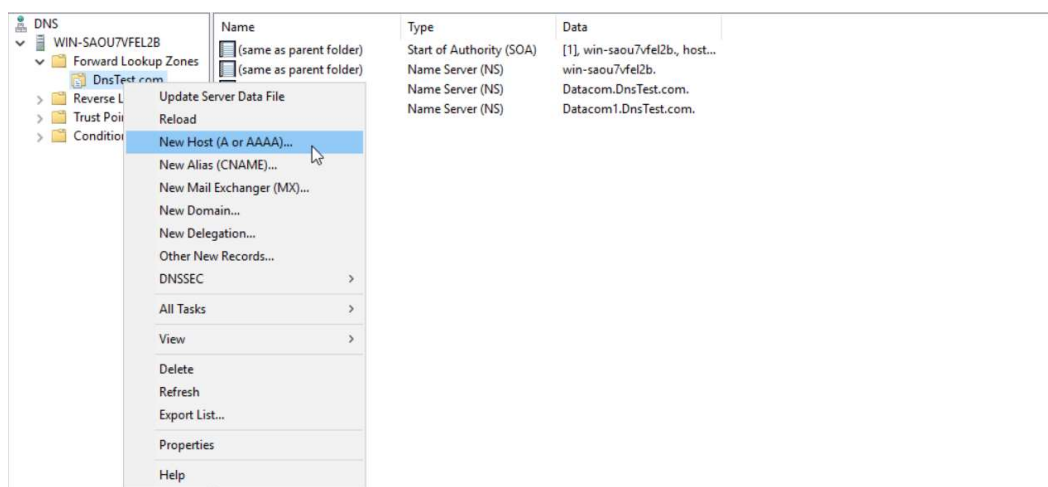 DNS
WIN-SAOU7VFEL2B
Forward Lookup Zones
DnsTest.com
Reverse L
Trust Poi
Condition
Name Type Data
(same as parent folder) Start of Authority (SOA) [1], win-saou7vfel2b., host...
(same as parent folder) Name Server (NS) win-saou7vfel2b.
Name Server (NS) Datacom.DnsTest.com.
Name Server (NS) Datacom1.DnsTest.com.
Update Server Data File
Reload
New Host (A or AAAA)...
New Alias (CNAME)...
New Mail Exchanger (MX)...
New Domain...
New Delegation...
Other New Records...
DNSSEC
All Tasks
View
Delete
Refresh
Export List...
Properties
Help